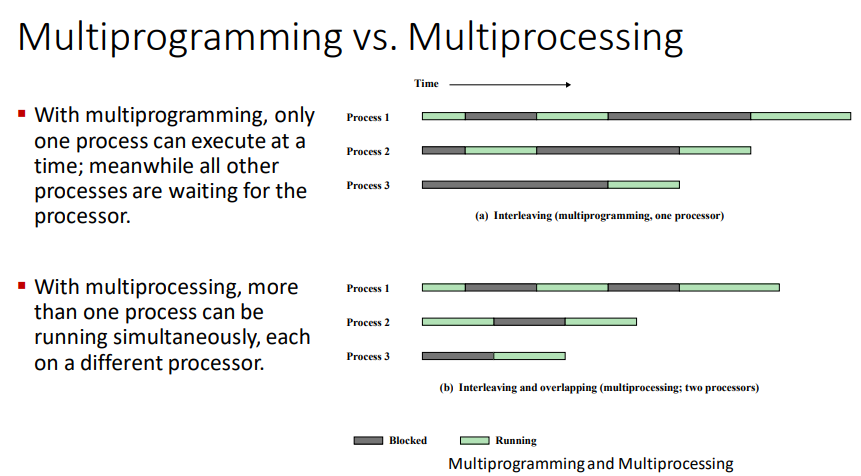 Multiprogramming vs. Multiprocessing
With multiprogramming, only
one process can execute at a
time; meanwhile all other
processes are waiting for the
processor.
With multiprocessing, more
than one process can be
running simultaneously, each
on a different processor.
Time
Process 1
Process 2
Process 3
(a) Interleaving (multiprogramming, one processor)
Process 1
Process 2
Process 3
(b) Interleaving and overlapping (multiprocessing; two processors)
Blocked Running
Multiprogramming and Multiprocessing